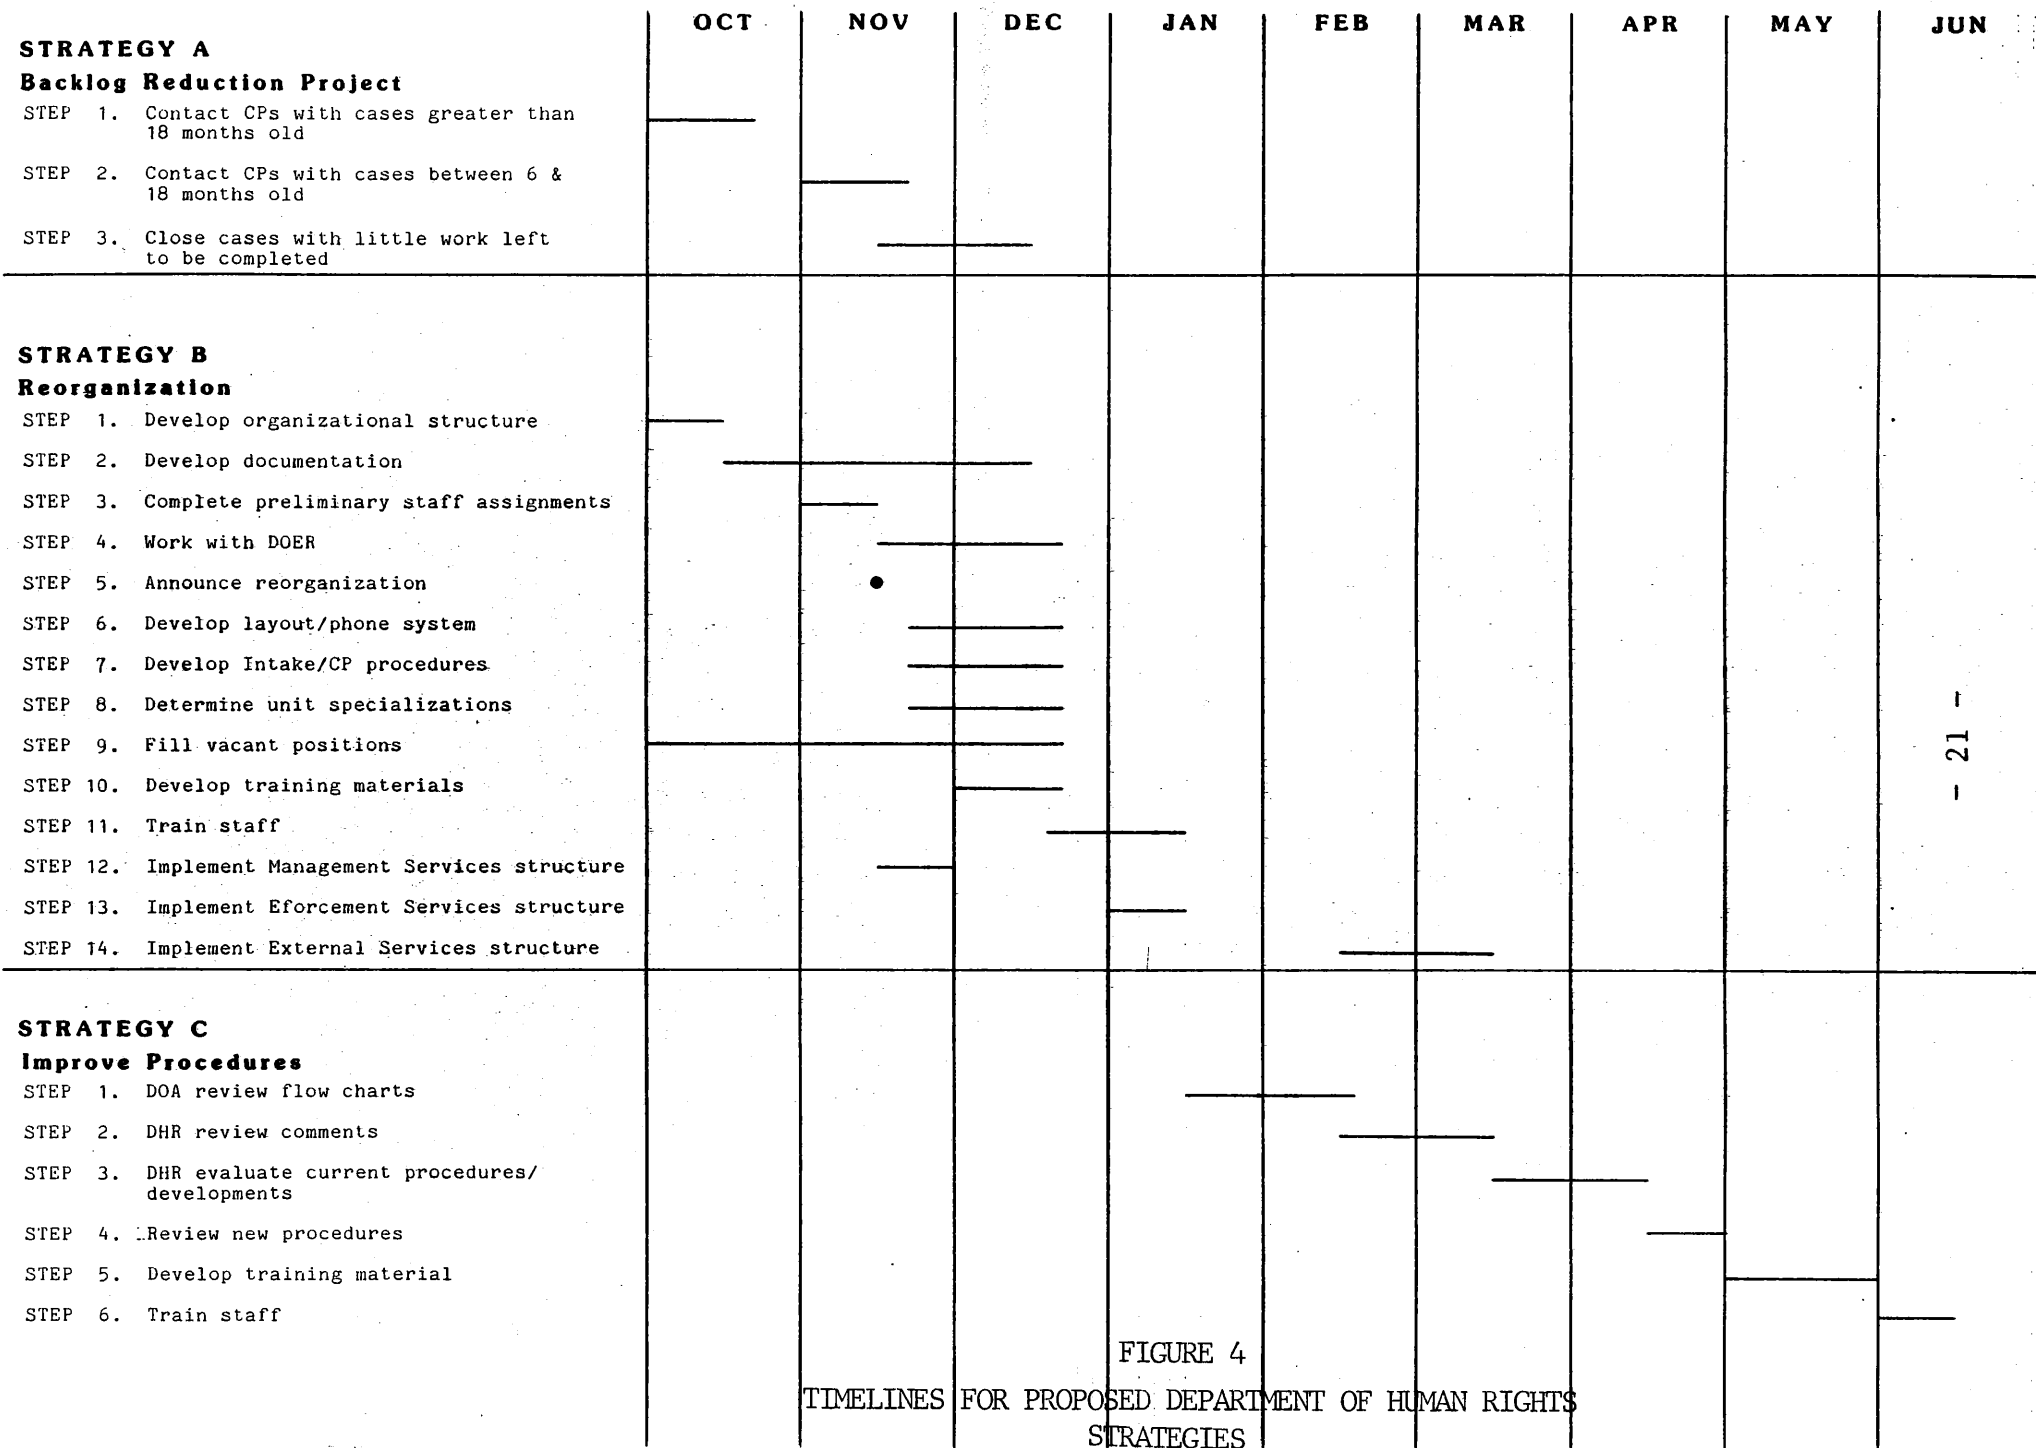 OCT NOV DEC JAN FEB MAR APR MAY JUN
STRATEGY A
Backlog Reduction Project
STEP 1. Contact CPs with cases greater than
18 months old
STEP 2. Contact CPs with cases between 6 &
18 months old
STEP 3. Close cases with little work left
to be completed
STRATEGY B
Reorganization
STEP 1. Develop organizational structure
STEP 2. Develop documentation
STEP 3. Complete preliminary staff assignments
STEP 4. Work with DOER
STEP 5. Announce reorganization
STEP 6. Develop layout/phone system
STEP 7. Develop Intake/CP procedures
STEP 8. Determine unit specializations
STEP 9. Fill vacant positions
STEP 10. Develop training materials
STEP 11. Train staff
STEP 12. Implement Management Services structure
STEP 13. Implement Eforcement Services structure
STEP 14. Implement External Services structure
STRATEGY C
Improve Procedures
STEP 1. DOA review flow charts
STEP 2. DHR review comments
STEP 3. DHR evaluate current procedures/
developments
STEP 4. Review new procedures
STEP 5. Develop training material
STEP 6. Train staff
FIGURE 4
TIMELINES FOR PROPOSED DEPARTMENT OF HUMAN RIGHTS
STRATEGIES
- 21 -